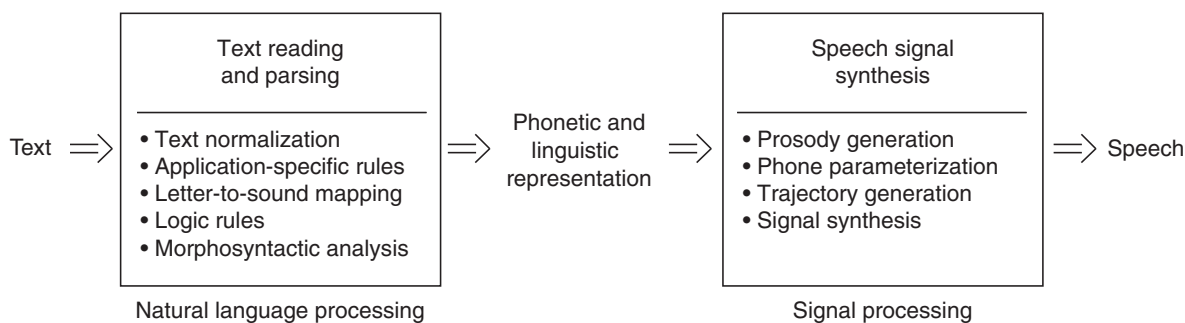 Text
Text reading
and parsing
• Text normalization
• Application-specific rules
• Letter-to-sound mapping
• Logic rules
• Morphosyntactic analysis
Natural language processing
Phonetic and
linguistic
representation
Speech signal
synthesis
• Prosody generation
• Phone parameterization
• Trajectory generation
• Signal synthesis
Signal processing
Speech